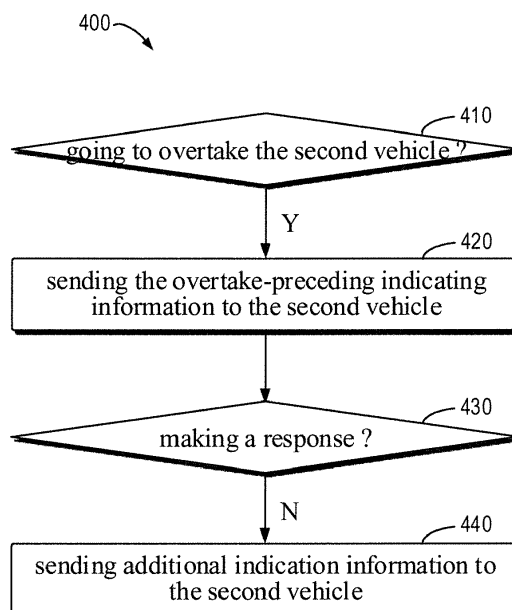 400
410
going to overtake the second vehicle ?
Y
420
sending the overtake-preceding indicating
information to the second vehicle
430
making a response ?
N
440
sending additional indication information to
the second vehicle